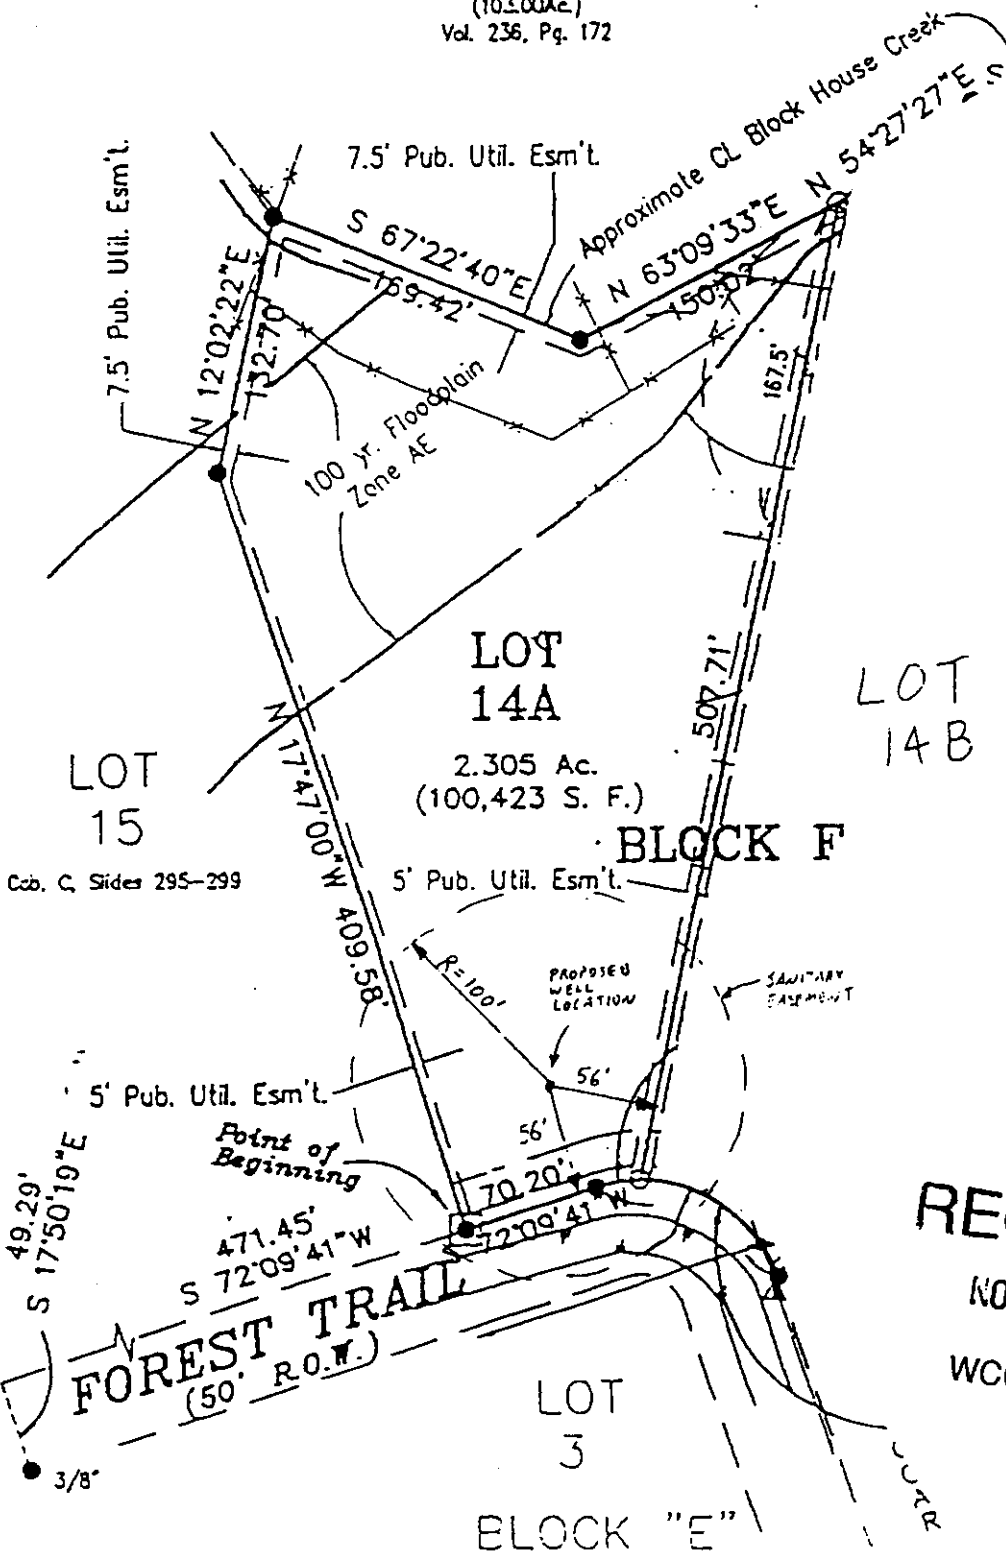 (10±00Ac)
Vol. 236, Pg. 172
Approximate CL Block House Creek
N 54°27'27"E
S
7.5' Pub. Util. Esm't.
7.5' Pub. Util. Esm't.
S 67°22'40"E
169.42'
N 63°09'33"E
150.02'
N 12°02'22"E
132.70'
167.5'
100 yr. Floodplain
Zone AE
LOT
14A
2.305 Ac.
(100,423 S. F.)
507.71'
LOT
14B
LOT
15
Cab. C, Slides 295-299
N 17°47'00"W 409.58'
BLOCK F
5' Pub. Util. Esm't.
R=100'
PROPOSED
WELL
LOCATION
SANITARY
EASEMENT
56'
5' Pub. Util. Esm't.
56'
Point of
Beginning
70.20'
72°09'41" W
49.29'
S 17°50'19"E
471.45'
S 72°09'41"W
FOREST TRAIL
(50' R.O.W.)
3/8"
LOT
3
BLOCK "E"